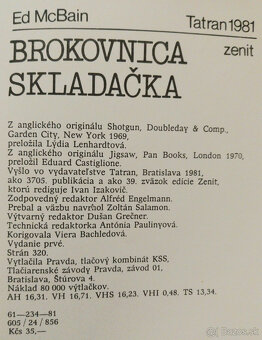 Ed McBain
Tatran 1981
BROKOVNICA
zenit
SKLADAČKA
Z anglického originálu Shotgun, Doubleday & Comp.,
Garden City, New York 1969,
preložila Lýdia Lenhardtová.
Z anglického originálu Jigsaw, Pan Books, London 1970,
preložil Eduard Castiglione.
Vyšlo vo vydavateľstve Tatran, Bratislava 1981,
ako 3705. publikácia a ako 39. zväzok edície Zenit,
ktorú rediguje Ivan Izakovič.
Zodpovedný redaktor Alfréd Engelmann.
Prebal a väzbu navrhol Zoltán Salamon.
Výtvarný redaktor Dušan Grečner.
Technická redaktorka Antónia Paulinyová.
Korigovala Viera Bachledová.
Vydanie prvé.
Strán 320.
Vytlačila Pravda, tlačový kombinát KSS,
Tlačiarenské závody Pravda, závod 01,
Bratislava, Štúrova 4.
Náklad 80 000 výtlačkov.
AH 16,31. VH 16,71. VHS 16,23. VHI 0,48. TS 13,34.
61—234—81
605 / 24 / 856
Kčs 35,—